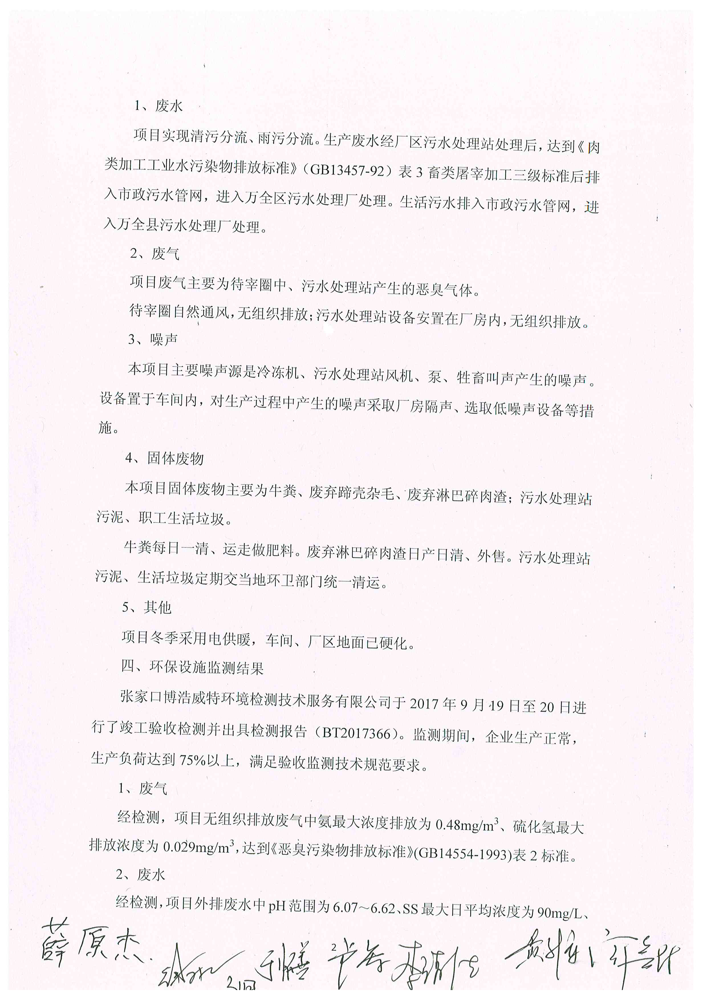 1、废水
项目实现清污分流、雨污分流。生产废水经厂区污水处理站处理后，达到《肉
类加工工业水污染物排放标准》（GB13457-92）表 3 畜类屠宰加工三级标准后排
入市政污水管网，进入万全区污水处理厂处理。生活污水排入市政污水管网，进
入万全县污水处理厂处理。
2、废气
项目废气主要为待宰圈中、污水处理站产生的恶臭气体。
待宰圈自然通风，无组织排放；污水处理站设备安置在厂房内，无组织排放。
3、噪声
本项目主要噪声源是冷冻机、污水处理站风机、泵、牲畜叫声产生的噪声。
设备置于车间内，对生产过程中产生的噪声采取厂房隔声、选取低噪声设备等措
施。
4、固体废物
本项目固体废物主要为牛粪、废弃蹄壳杂毛、废弃淋巴碎肉渣；污水处理站
污泥、职工生活垃圾。
牛粪每日一清、运走做肥料。废弃淋巴碎肉渣日产日清、外售。污水处理站
污泥、生活垃圾定期交当地环卫部门统一清运。
5、其他
项目冬季采用电供暖，车间、厂区地面已硬化。
四、环保设施监测结果
张家口博浩威特环境检测技术服务有限公司于 2017 年 9 月 19 日至 20 日进
行了竣工验收检测并出具检测报告（BT2017366）。监测期间，企业生产正常，
生产负荷达到 75%以上，满足验收监测技术规范要求。
1、废气
经检测，项目无组织排放废气中氨最大浓度排放为 0.48mg/m³、硫化氢最大
排放浓度为 0.029mg/m³，达到《恶臭污染物排放标准》(GB14554-1993)表 2 标准。
2、废水
经检测，项目外排废水中 pH 范围为 6.07～6.62、SS 最大日平均浓度为 90mg/L、
薛原杰